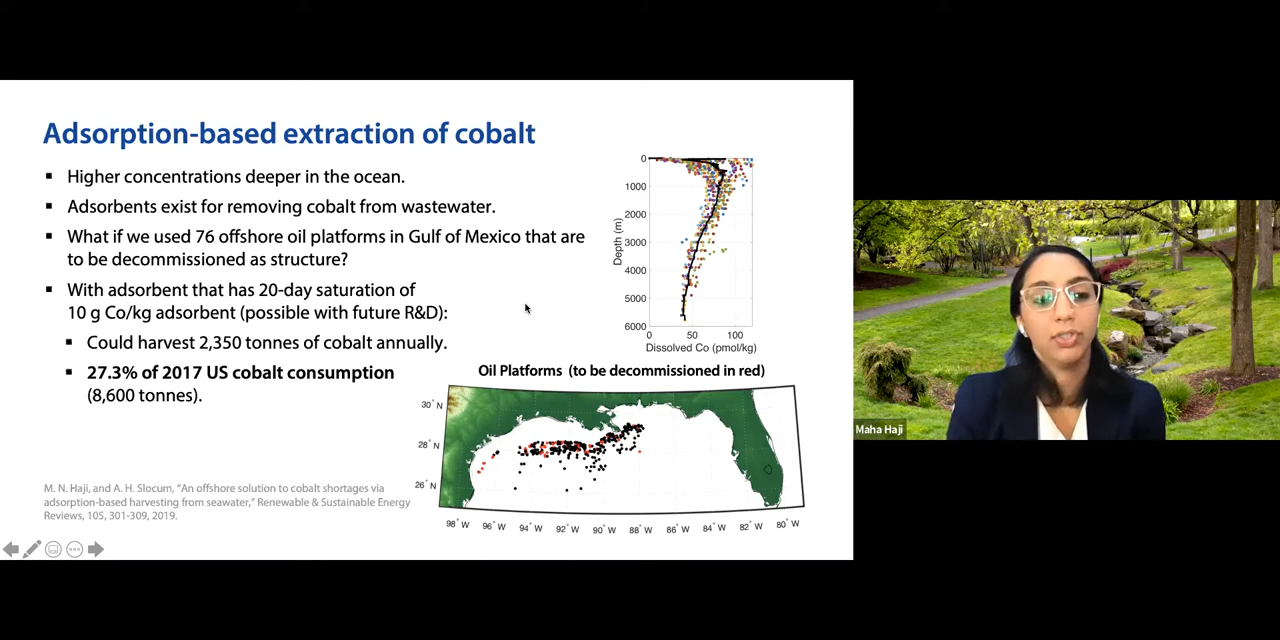 Adsorption-based extraction of cobalt
▪ Higher concentrations deeper in the ocean.
▪ Adsorbents exist for removing cobalt from wastewater.
▪ What if we used 76 offshore oil platforms in Gulf of Mexico that are
to be decommissioned as structure?
▪ With adsorbent that has 20-day saturation of
10 g Co/kg adsorbent (possible with future R&D):
▪ Could harvest 2,350 tonnes of cobalt annually.
▪ 27.3% of 2017 US cobalt consumption
(8,600 tonnes).
M. N. Haji, and A. H. Slocum, “An offshore solution to cobalt shortages via
adsorption-based harvesting from seawater,” Renewable & Sustainable Energy
Reviews, 105, 301-309, 2019.
0
1000
2000
3000
4000
5000
6000
Depth (m)
0 50 100
Dissolved Co (pmol/kg)
Oil Platforms (to be decommissioned in red)
30° N
28° N
26° N
98° W 96° W 94° W 92° W 90° W 88° W 86° W 84° W 82° W 80° W
Maha Haji